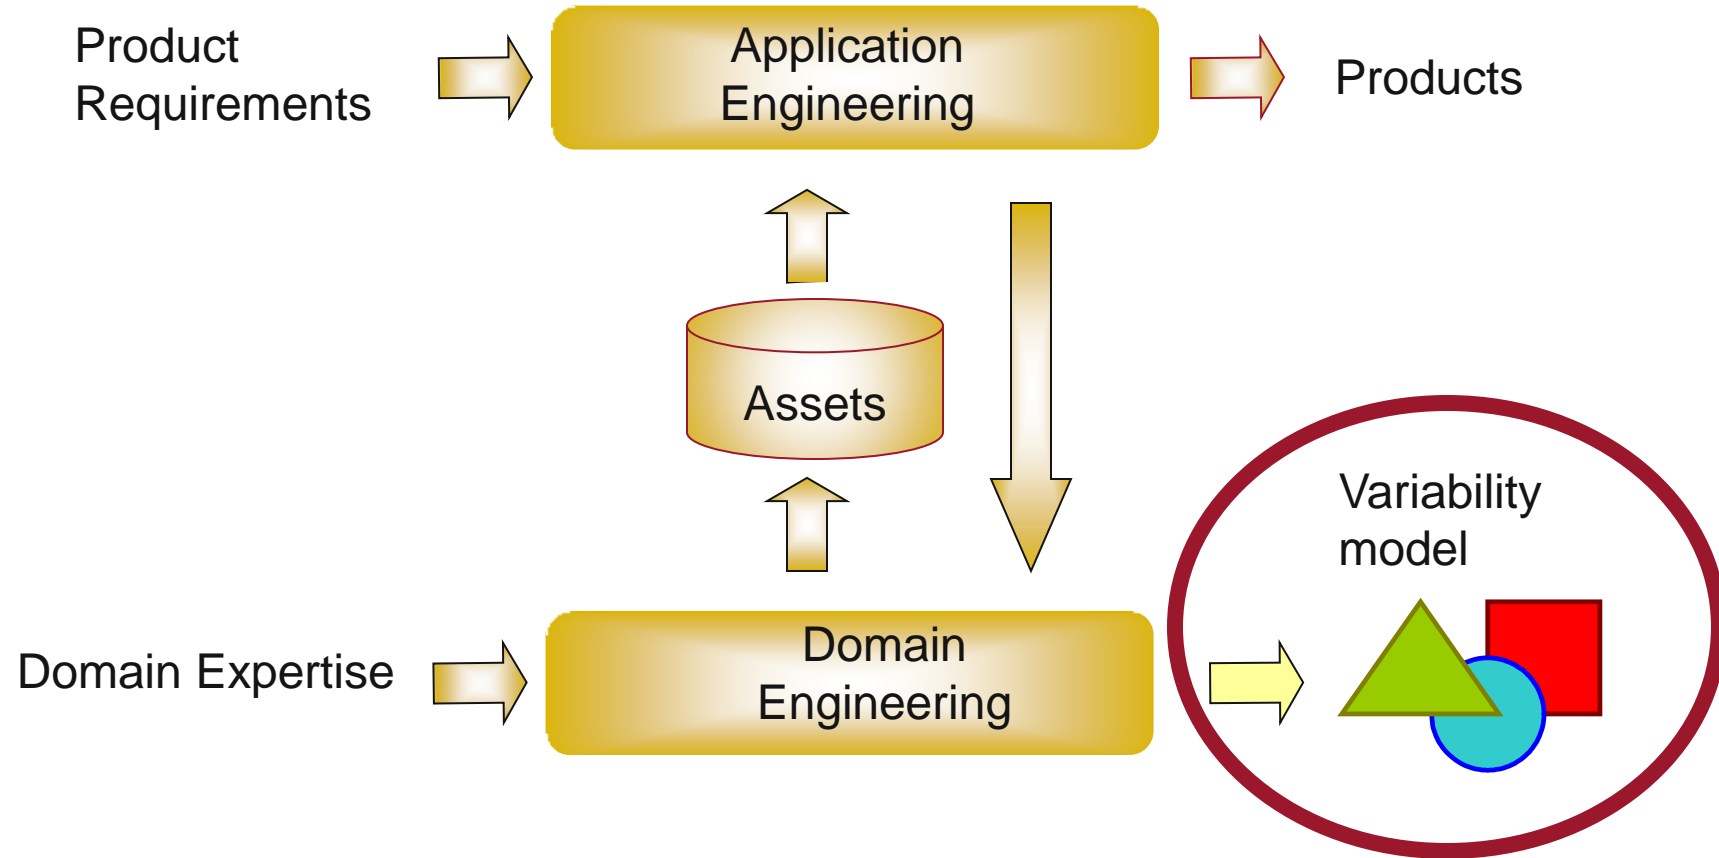 Product
Requirements
Application
Engineering
Products
Assets
Variability
model
Domain Expertise
Domain
Engineering